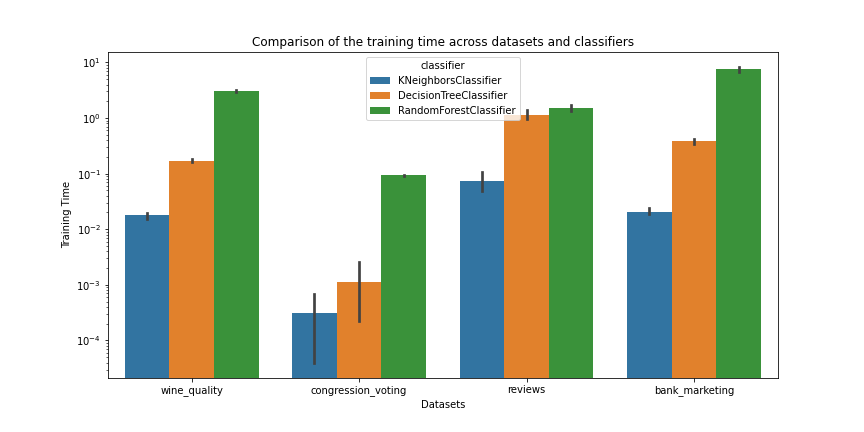 Comparison of the training time across datasets and classifiers
classifier
KNeighborsClassifier
DecisionTreeClassifier
RandomForestClassifier
Training Time
10¹
10⁰
10⁻¹
10⁻²
10⁻³
10⁻⁴
wine_quality
congression_voting
reviews
bank_marketing
Datasets